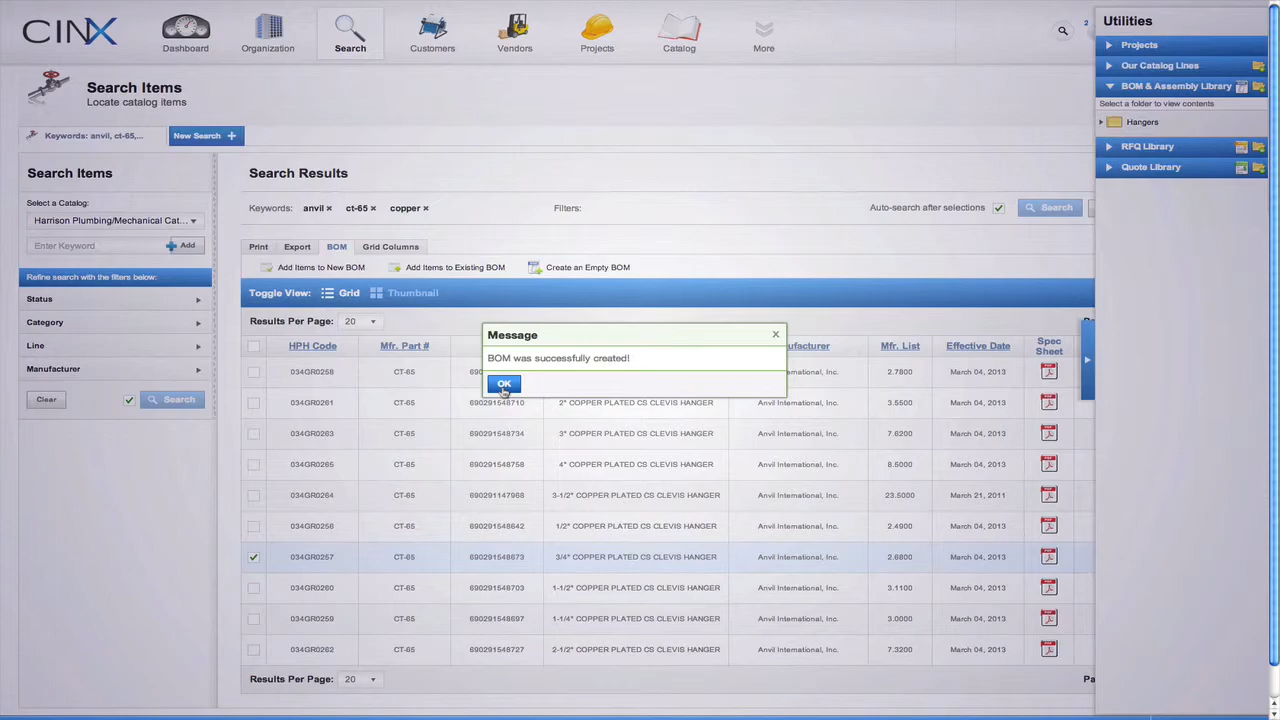 CINX
Dashboard
Organization
Search
Customers
Vendors
Projects
Catalog
More
2
Utilities
Projects
Our Catalog Lines
BOM & Assembly Library
Select a folder to view contents
Hangers
RFQ Library
Quote Library
Search Items
Locate catalog items
Keywords: anvil, ct-65,...
New Search +
Search Items
Select a Catalog:
Harrison Plumbing/Mechanical Cat...
Enter Keyword
Add
Refine search with the filters below:
Status
Category
Line
Manufacturer
Clear
Search
Search Results
Keywords: anvil × ct-65 × copper × Filters: Auto-search after selections Search
Print Export BOM Grid Columns
Add Items to New BOM Add Items to Existing BOM Create an Empty BOM
Toggle View: Grid Thumbnail
Results Per Page: 20
HPH Code Mfr. Part # Mfr. List Effective Date Spec Sheet
Message ×
BOM was successfully created!
OK
034GR0258 CT-65 Anvil International, Inc. 2.7800 March 04, 2013
034GR0261 CT-65 690291548710 2" COPPER PLATED CS CLEVIS HANGER Anvil International, Inc. 3.5500 March 04, 2013
034GR0263 CT-65 690291548734 3" COPPER PLATED CS CLEVIS HANGER Anvil International, Inc. 7.6200 March 04, 2013
034GR0265 CT-65 690291548758 4" COPPER PLATED CS CLEVIS HANGER Anvil International, Inc. 8.5000 March 04, 2013
034GR0264 CT-65 690291147968 3-1/2" COPPER PLATED CS CLEVIS HANGER Anvil International, Inc. 23.5000 March 21, 2011
034GR0256 CT-65 690291548642 1/2" COPPER PLATED CS CLEVIS HANGER Anvil International, Inc. 2.4900 March 04, 2013
034GR0257 CT-65 690291548673 3/4" COPPER PLATED CS CLEVIS HANGER Anvil International, Inc. 2.6800 March 04, 2013
034GR0260 CT-65 690291548703 1-1/2" COPPER PLATED CS CLEVIS HANGER Anvil International, Inc. 3.1100 March 04, 2013
034GR0259 CT-65 690291548697 1-1/4" COPPER PLATED CS CLEVIS HANGER Anvil International, Inc. 3.0000 March 04, 2013
034GR0262 CT-65 690291548727 2-1/2" COPPER PLATED CS CLEVIS HANGER Anvil International, Inc. 7.3200 March 04, 2013
Results Per Page: 20